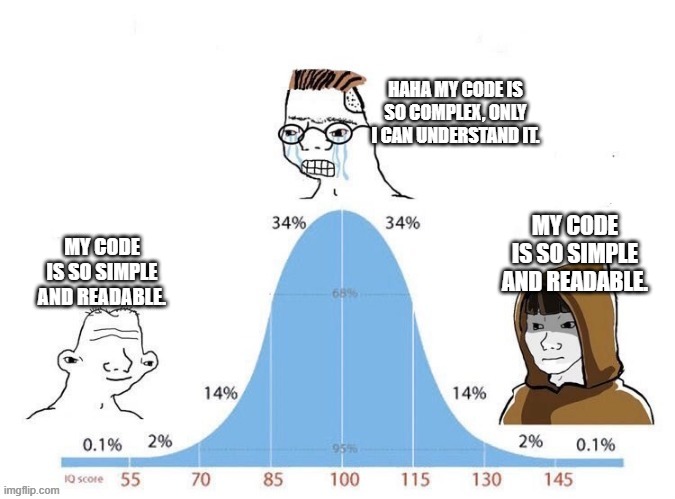 HAHA MY CODE IS
SO COMPLEX, ONLY
I CAN UNDERSTAND IT.
MY CODE
IS SO SIMPLE
AND READABLE.
MY CODE
IS SO SIMPLE
AND READABLE.
34% 34%
68%
14% 14%
0.1% 2% 95% 2% 0.1%
IQ score 55 70 85 100 115 130 145
imgflip.com